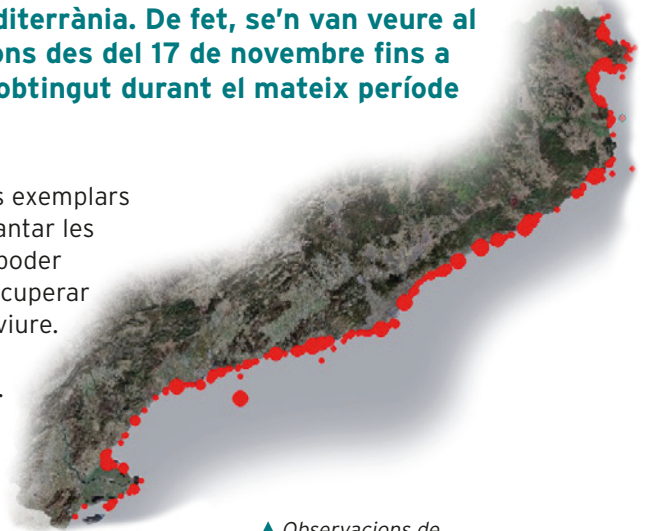 diterrània. De fet, se’n van veure al
ons des del 17 de novembre fins a
obtingut durant el mateix període
s exemplars
antar les
poder
cuperar
viure.
.
▲ Observacions de